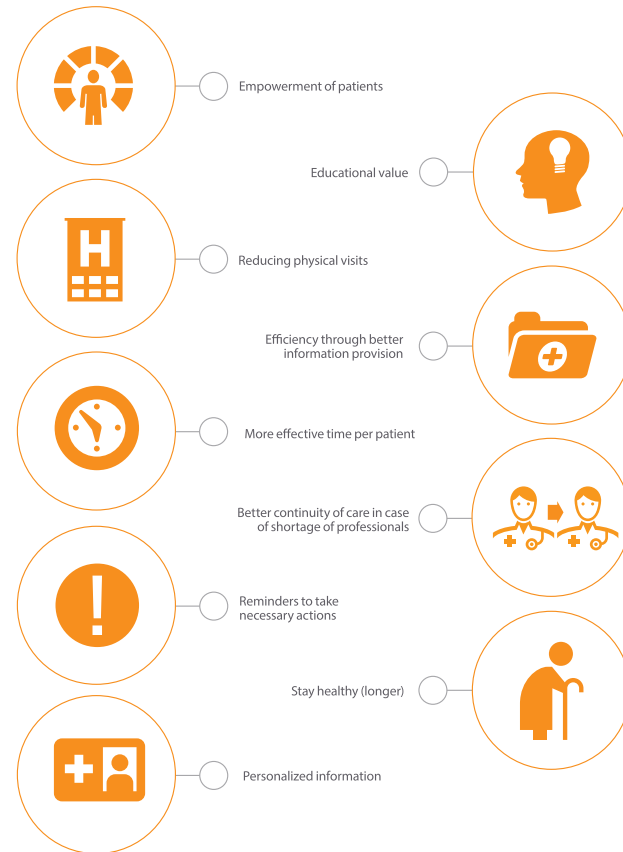 Empowerment of patients
Educational value
Reducing physical visits
Efficiency through better
information provision
More effective time per patient
Better continuity of care in case
of shortage of professionals
Reminders to take
necessary actions
Stay healthy (longer)
Personalized information